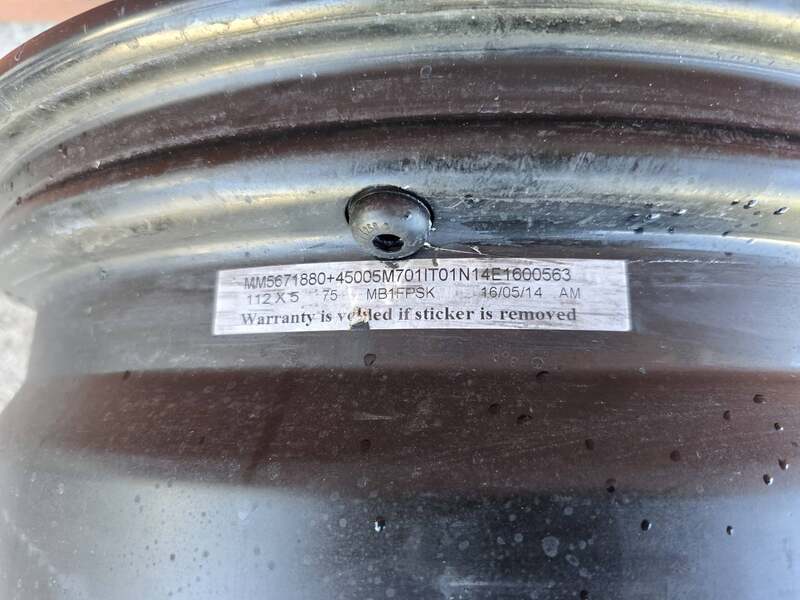 MM5671880+45005M701IT01N14E1600563
112 X 5 75 MB1FPSK 16/05/14 AM
Warranty is voided if sticker is removed